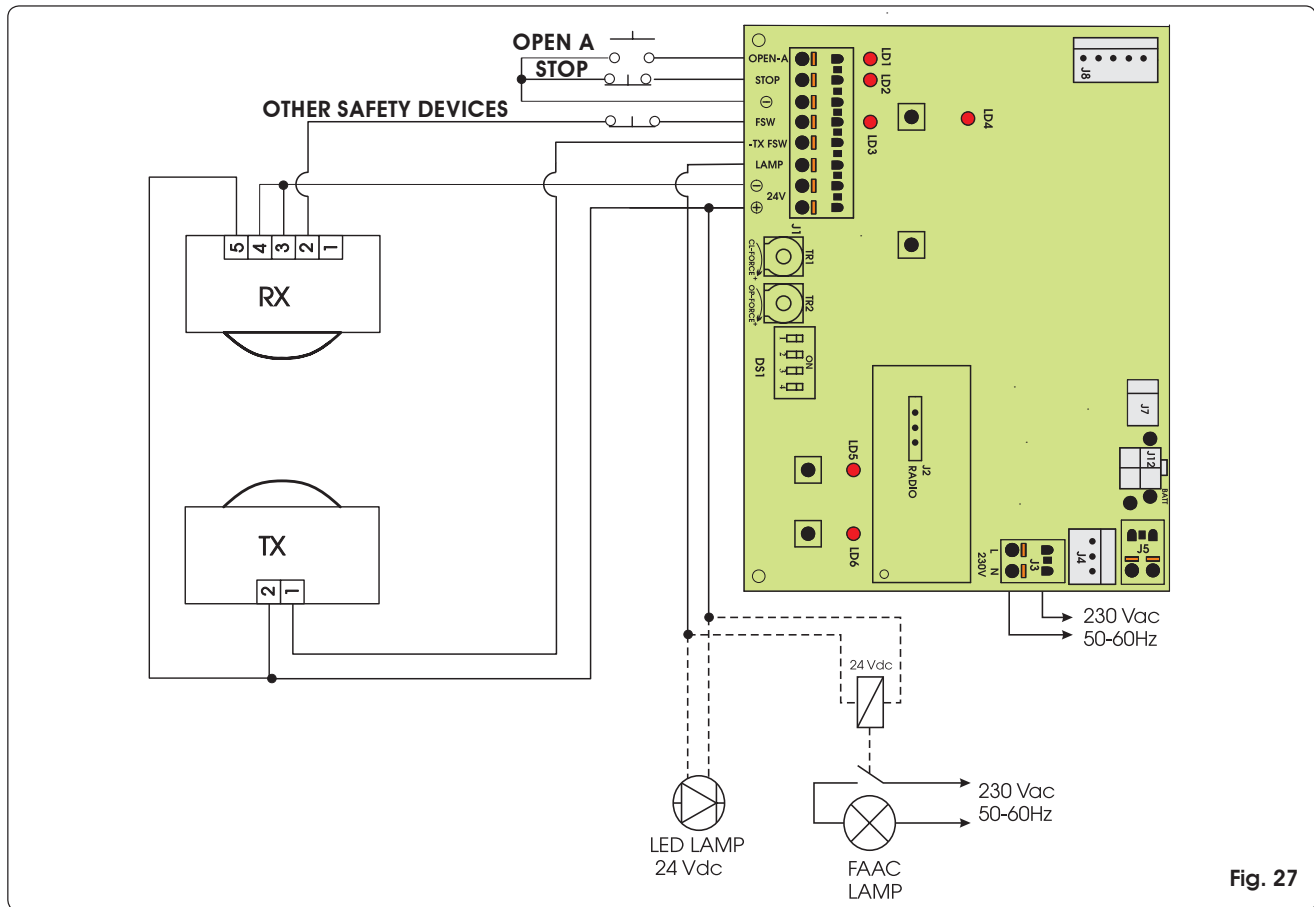 OPEN A
STOP
OTHER SAFETY DEVICES
OPEN-A
STOP
⊖
FSW
-TX FSW
LAMP
⊖
24V
⊕
LD1
LD2
LD3
LD4
J8
J1
CL-FORCE+
TR1
OP-FORCE+
TR2
DS1
1
2
3
4
ON
5 4 3 2 1
RX
TX
2 1
LD5
LD6
J2
RADIO
J7
J12
BATT
L
N
230V
J3
J4
J5
230 Vac
50-60Hz
24 Vdc
230 Vac
50-60Hz
LED LAMP
24 Vdc
FAAC
LAMP
Fig. 27